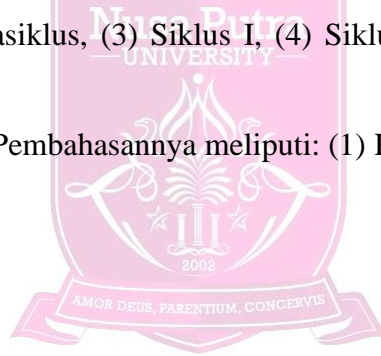 Nusa Putra
asiklus, (3) Siklus I, (4) Siklu
UNIVERSITY
Pembahasannya meliputi: (1)
2002
AMOR DEUS, PARENTIUM, CONCERVIS